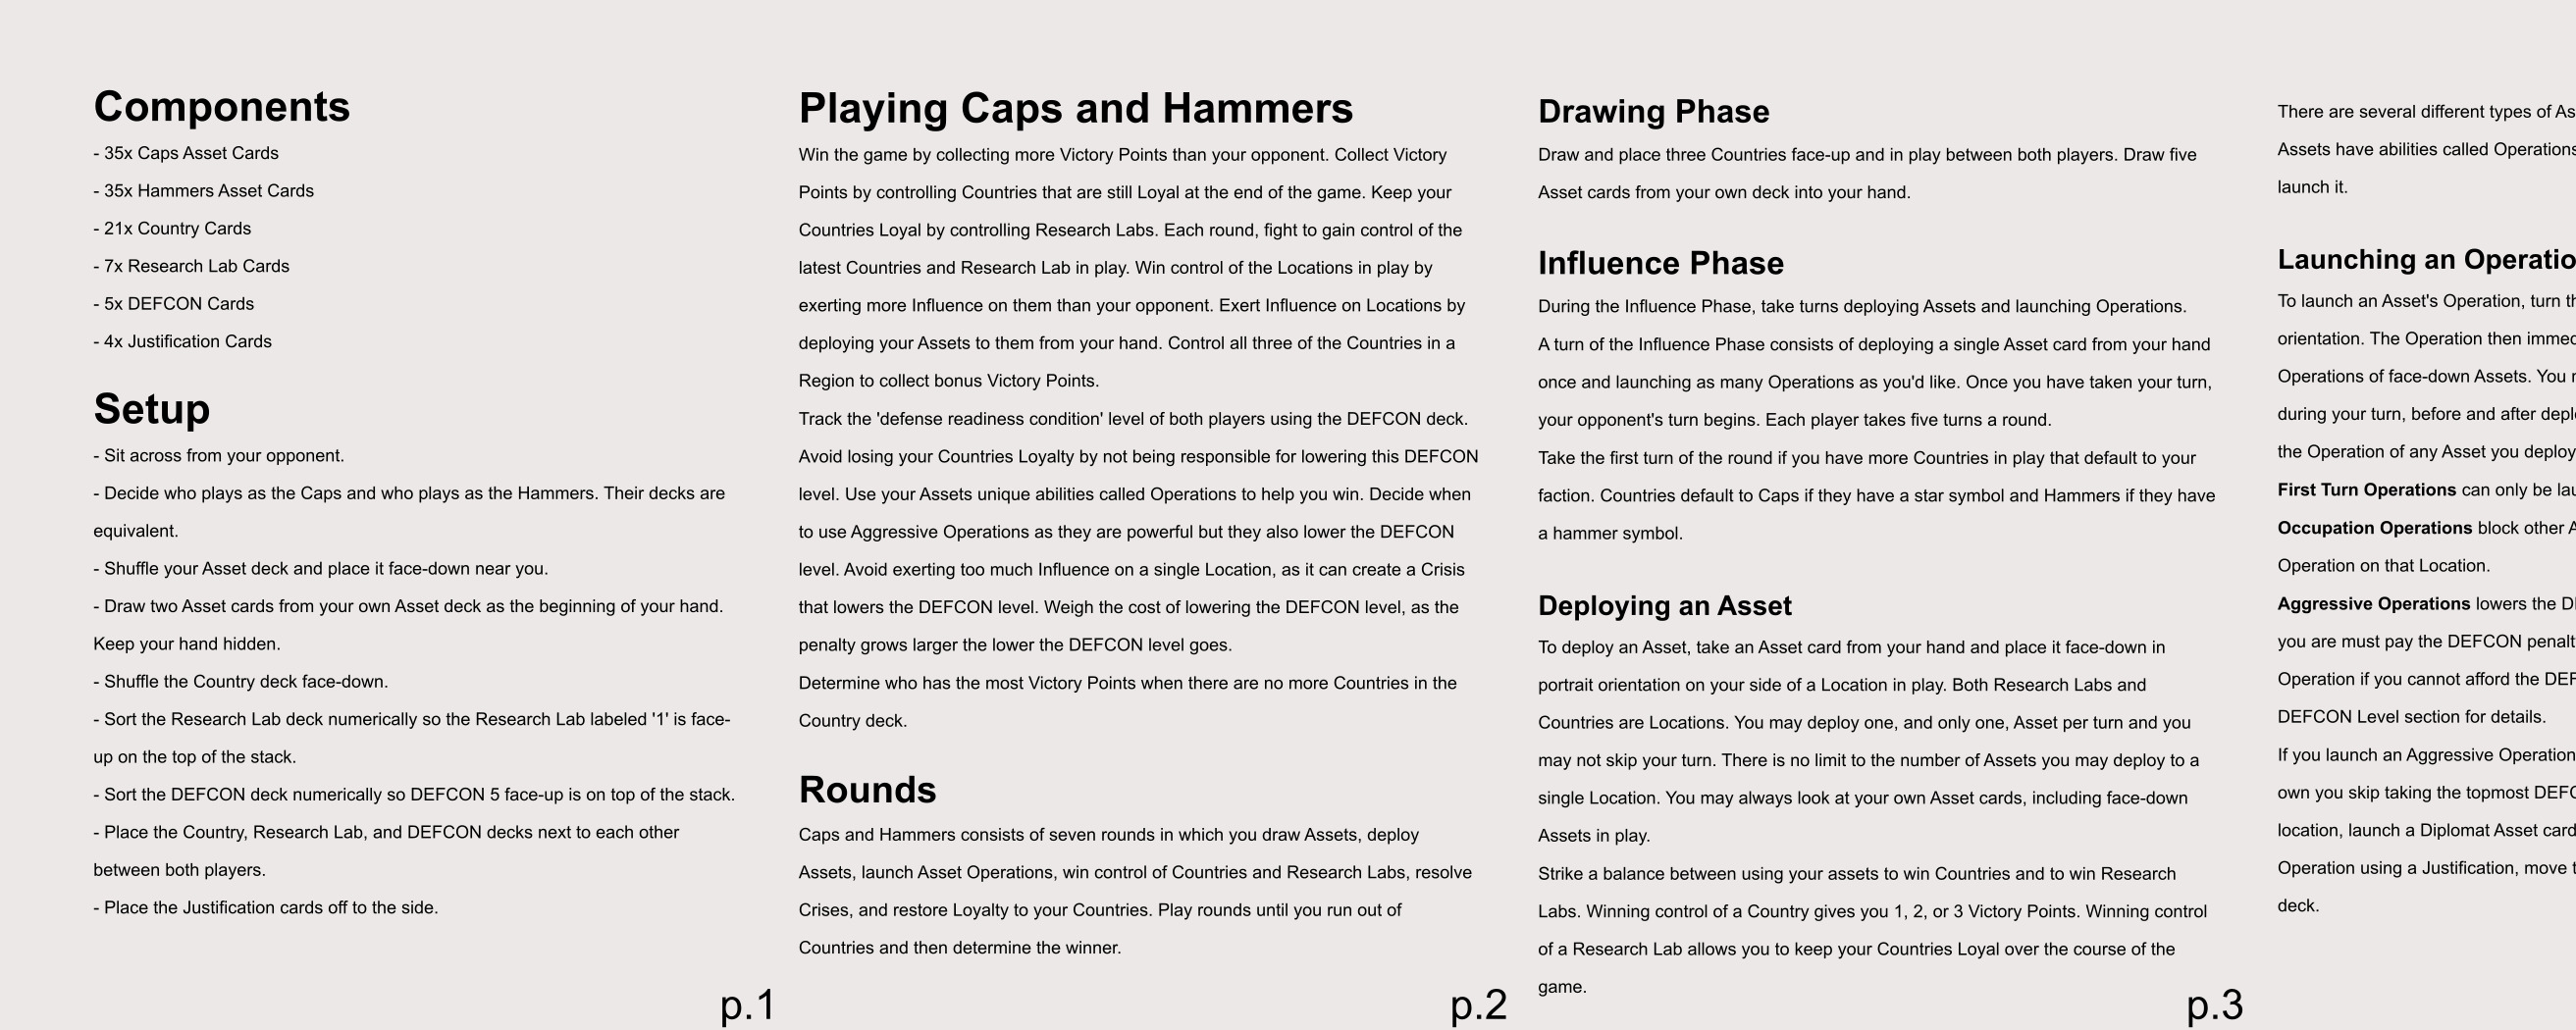 Components
- 35x Caps Asset Cards
- 35x Hammers Asset Cards
- 21x Country Cards
- 7x Research Lab Cards
- 5x DEFCON Cards
- 4x Justification Cards
Setup
- Sit across from your opponent.
- Decide who plays as the Caps and who plays as the Hammers. Their decks are
equivalent.
- Shuffle your Asset deck and place it face-down near you.
- Draw two Asset cards from your own Asset deck as the beginning of your hand.
Keep your hand hidden.
- Shuffle the Country deck face-down.
- Sort the Research Lab deck numerically so the Research Lab labeled '1' is face-
up on the top of the stack.
- Sort the DEFCON deck numerically so DEFCON 5 face-up is on top of the stack.
- Place the Country, Research Lab, and DEFCON decks next to each other
between both players.
- Place the Justification cards off to the side.
p.1
Playing Caps and Hammers
Win the game by collecting more Victory Points than your opponent. Collect Victory
Points by controlling Countries that are still Loyal at the end of the game. Keep your
Countries Loyal by controlling Research Labs. Each round, fight to gain control of the
latest Countries and Research Lab in play. Win control of the Locations in play by
exerting more Influence on them than your opponent. Exert Influence on Locations by
deploying your Assets to them from your hand. Control all three of the Countries in a
Region to collect bonus Victory Points.
Track the 'defense readiness condition' level of both players using the DEFCON deck.
Avoid losing your Countries Loyalty by not being responsible for lowering this DEFCON
level. Use your Assets unique abilities called Operations to help you win. Decide when
to use Aggressive Operations as they are powerful but they also lower the DEFCON
level. Avoid exerting too much Influence on a single Location, as it can create a Crisis
that lowers the DEFCON level. Weigh the cost of lowering the DEFCON level, as the
penalty grows larger the lower the DEFCON level goes.
Determine who has the most Victory Points when there are no more Countries in the
Country deck.
Rounds
Caps and Hammers consists of seven rounds in which you draw Assets, deploy
Assets, launch Asset Operations, win control of Countries and Research Labs, resolve
Crises, and restore Loyalty to your Countries. Play rounds until you run out of
Countries and then determine the winner.
p.2
Drawing Phase
Draw and place three Countries face-up and in play between both players. Draw five
Asset cards from your own deck into your hand.
Influence Phase
During the Influence Phase, take turns deploying Assets and launching Operations.
A turn of the Influence Phase consists of deploying a single Asset card from your hand
once and launching as many Operations as you'd like. Once you have taken your turn,
your opponent's turn begins. Each player takes five turns a round.
Take the first turn of the round if you have more Countries in play that default to your
faction. Countries default to Caps if they have a star symbol and Hammers if they have
a hammer symbol.
Deploying an Asset
To deploy an Asset, take an Asset card from your hand and place it face-down in
portrait orientation on your side of a Location in play. Both Research Labs and
Countries are Locations. You may deploy one, and only one, Asset per turn and you
may not skip your turn. There is no limit to the number of Assets you may deploy to a
single Location. You may always look at your own Asset cards, including face-down
Assets in play.
Strike a balance between using your assets to win Countries and to win Research
Labs. Winning control of a Country gives you 1, 2, or 3 Victory Points. Winning control
of a Research Lab allows you to keep your Countries Loyal over the course of the
game.
p.3
There are several different types of
Assets have abilities called Operations
launch it.
Launching an
To launch an Asset's Operation, turn
orientation. The Operation then
Operations of face-down Assets. You
during your turn, before and after
the Operation of any Asset you deploy
First Turn Operations can only be
Occupation Operations block other
Operation on that Location.
Aggressive Operations lowers the
you are must pay the DEFCON
Operation if you cannot afford the
DEFCON Level section for details.
If you launch an Aggressive Operation
own you skip taking the topmost
location, launch a Diplomat Asset card
Operation using a Justification, move
deck.